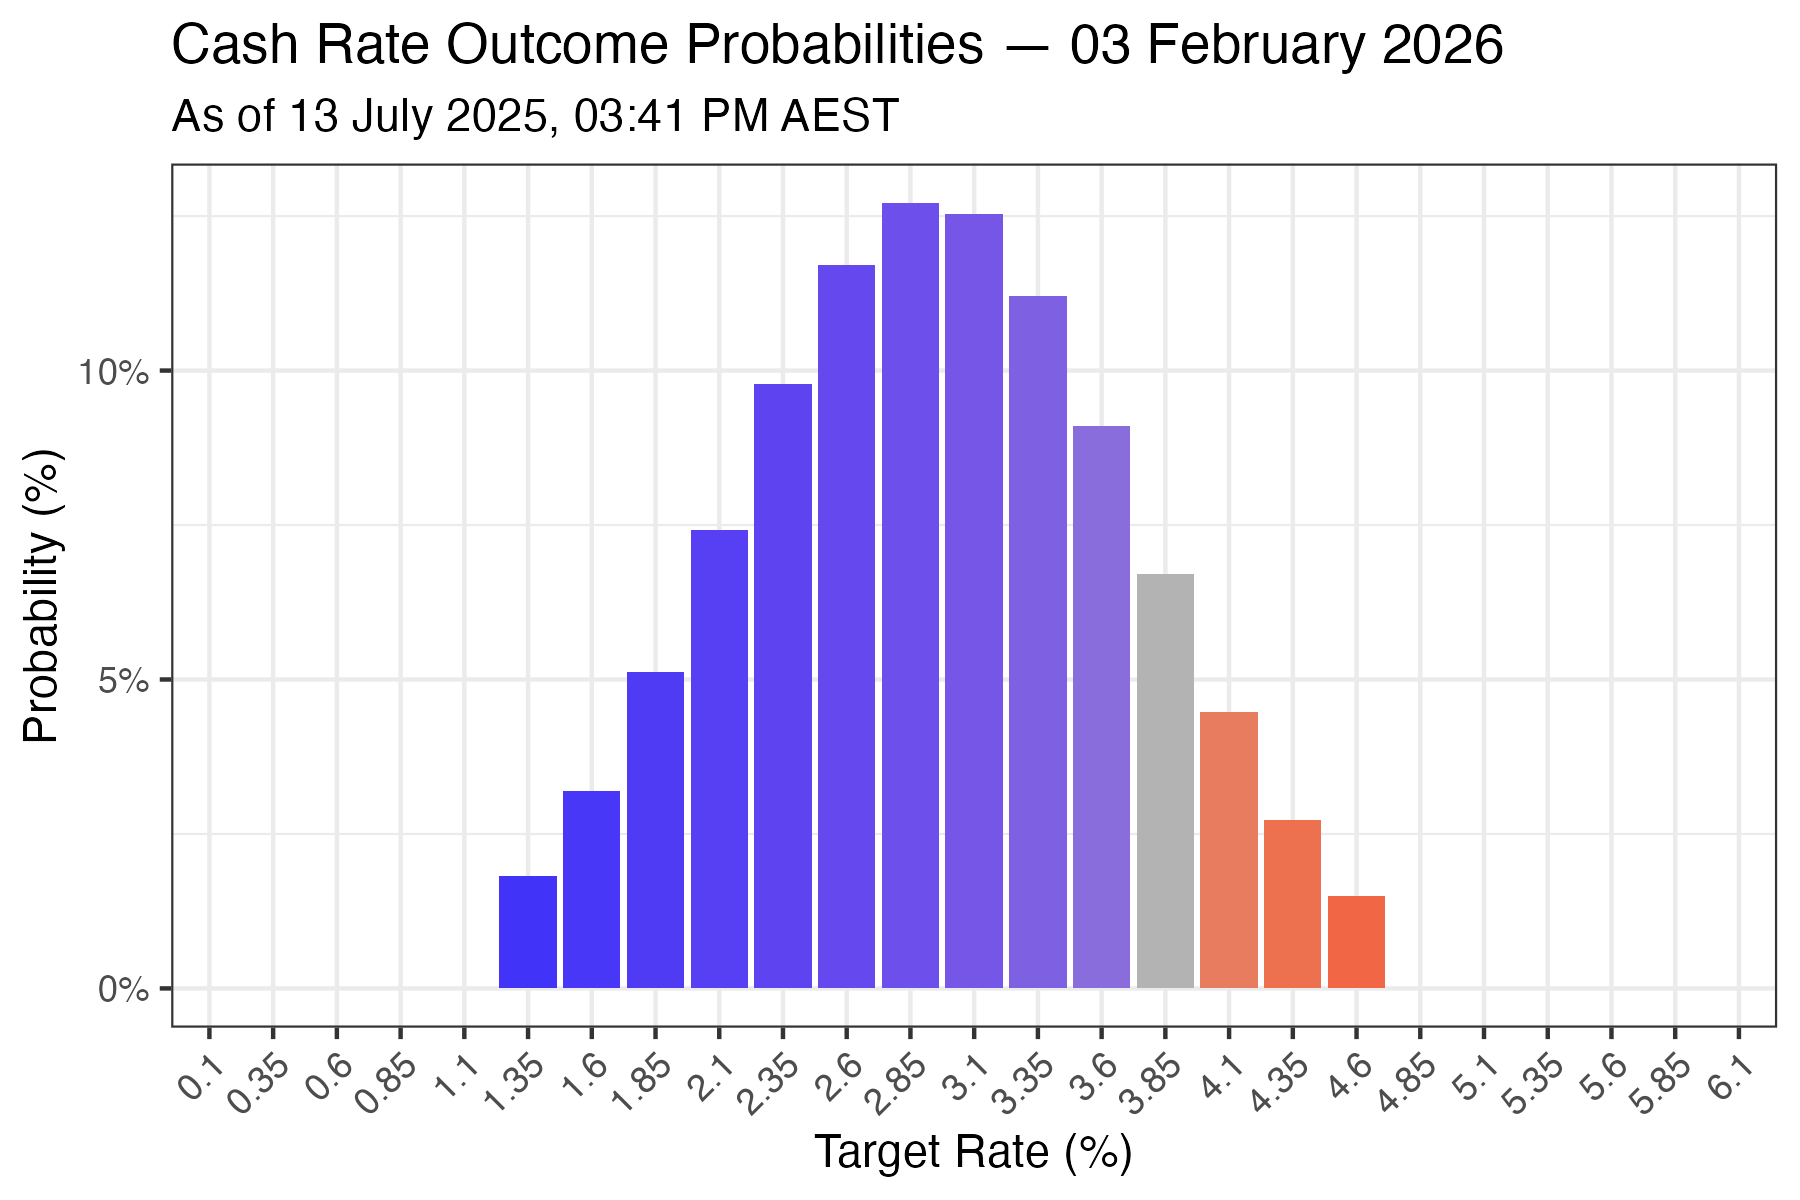 Cash Rate Outcome Probabilities — 03 February 2026
As of 13 July 2025, 03:41 PM AEST
Probability (%)
10%
5%
0%
0.1 0.35 0.6 0.85 1.1 1.35 1.6 1.85 2.1 2.35 2.6 2.85 3.1 3.35 3.6 3.85 4.1 4.35 4.6 4.85 5.1 5.35 5.6 5.85 6.1
Target Rate (%)